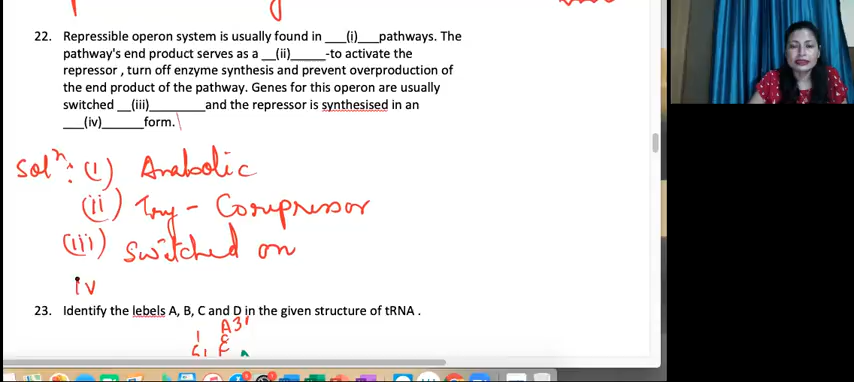 22. Repressible operon system is usually found in ___(i)___pathways. The
pathway's end product serves as a __(ii)______-to activate the
repressor , turn off enzyme synthesis and prevent overproduction of
the end product of the pathway. Genes for this operon are usually
switched __(iii)_________and the repressor is synthesised in an
___(iv)______form.
Solⁿ: (i) Anabolic
(ii) Try - Corepressor
(iii) Switched on
iv
23. Identify the lebels A, B, C and D in the given structure of tRNA .
A3'
C